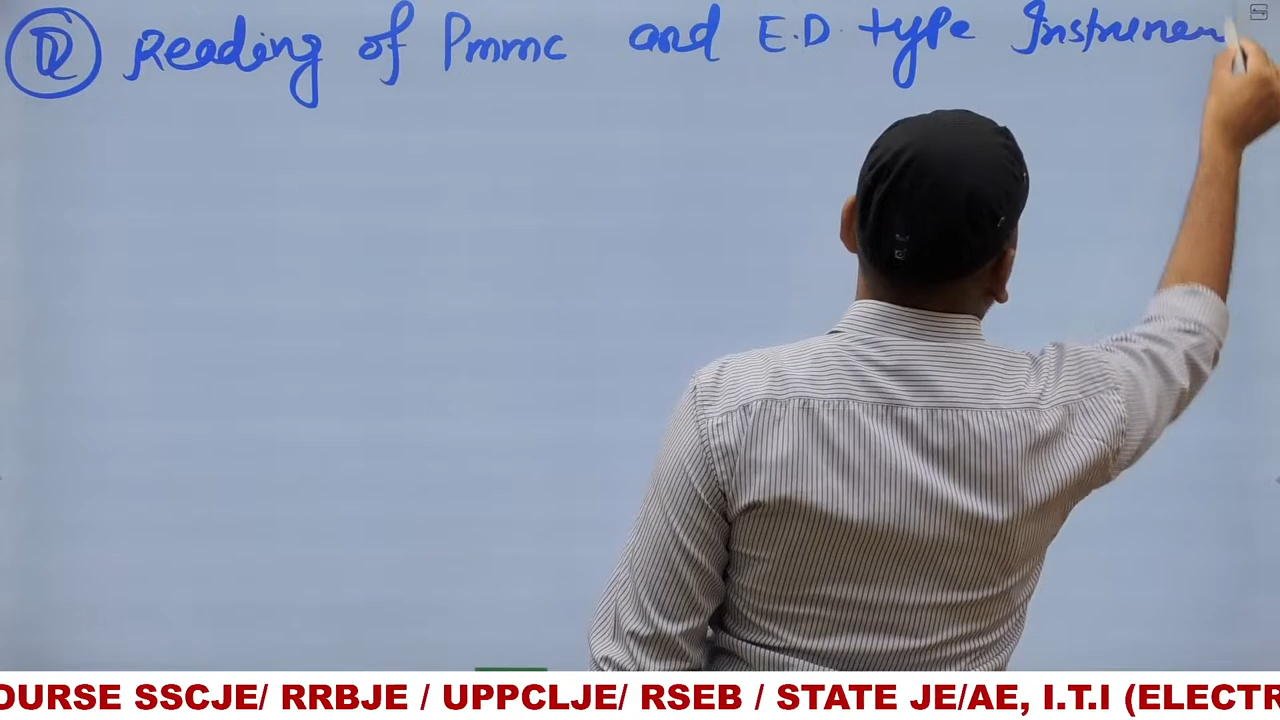 Q Reading of Pmmc and E.D. type Instrumen
OURSE SSCJE/ RRBJE / UPPCLJE/ RSEB / STATE JE/AE, I.T.I (ELECTR